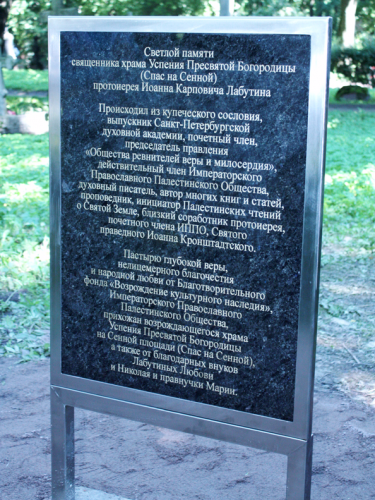 Светлой памяти
священника храма Успения Пресвятой Богородицы
(Спас на Сенной)
протоиерея Иоанна Карповича Лабутина
Происходил из купеческого сословия,
выпускник Санкт-Петербургской
духовной академии, почетный член,
председатель правления
«Общества ревнителей веры и милосердия»,
действительный член Императорского
Православного Палестинского Общества,
духовный писатель, автор многих книг и статей,
проповедник, инициатор Палестинских чтений
о Святой Земле, близкий соработник протоиерея,
почетного члена ИППО, Святого
праведного Иоанна Кронштадтского.
Пастырю глубокой веры,
нелицемерного благочестия
и народной любви от Благотворительного
фонда «Возрождение культурного наследия»,
Императорского Православного
Палестинского Общества,
прихожан возрождающегося храма
Успения Пресвятой Богородицы
на Сенной площади (Спас на Сенной),
а также от благодарных внуков
Лабутиных Любови
и Николая и правнучки Марии.